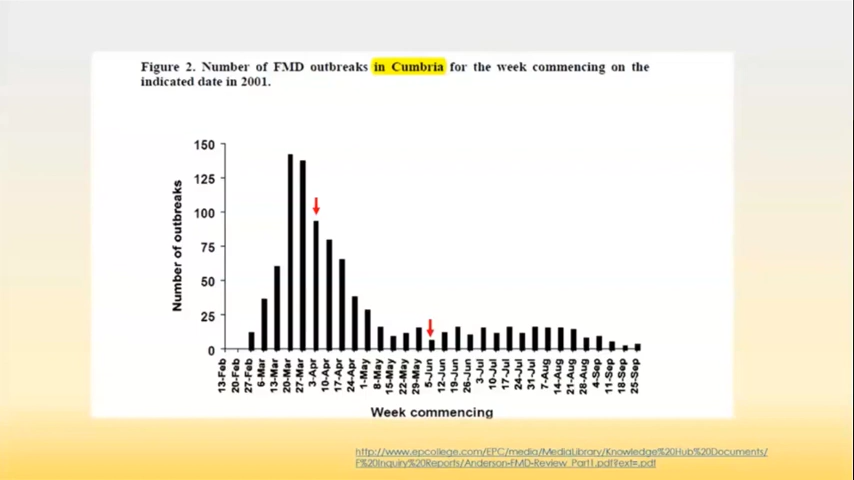 Figure 2. Number of FMD outbreaks in Cumbria for the week commencing on the
indicated date in 2001.
Number of outbreaks
150
125
100
75
50
25
0
13-Feb
20-Feb
27-Feb
6-Mar
13-Mar
20-Mar
27-Mar
3-Apr
10-Apr
17-Apr
24-Apr
1-May
8-May
15-May
22-May
29-May
5-Jun
12-Jun
19-Jun
26-Jun
3-Jul
10-Jul
17-Jul
24-Jul
31-Jul
7-Aug
14-Aug
21-Aug
28-Aug
4-Sep
11-Sep
18-Sep
25-Sep
Week commencing
http://www.epcollege.com/EPC/media/MediaLibrary/Knowledge%20Hub%20Documents/
F%20Inquiry%20Reports/Anderson-FMD-Review_Part1.pdf?ext=.pdf